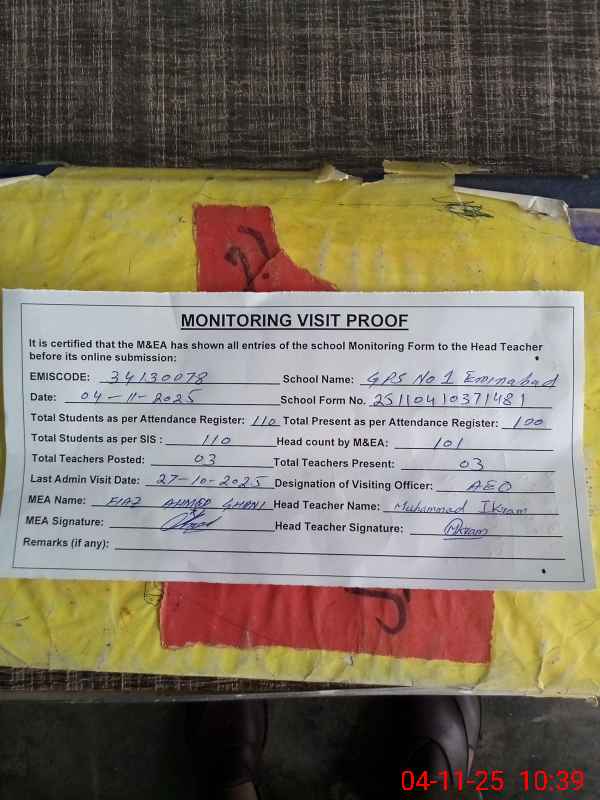 MONITORING VISIT PROOF
It is certified that the M&EA has shown all entries of the school Monitoring Form to the Head Teacher
before its online submission:
EMISCODE: 34130078 School Name: GPS No 1 Eminabad
Date: 04-11-2025 School Form No. 25110410371481
Total Students as per Attendance Register: 110 Total Present as per Attendance Register: 100
Total Students as per SIS : 110 Head count by M&EA: 101
Total Teachers Posted: 03 Total Teachers Present: 03
Last Admin Visit Date: 27-10-2025 Designation of Visiting Officer: AEO
MEA Name: FIAZ AHMED GHANI Head Teacher Name: Muhammad Ikram
MEA Signature: Head Teacher Signature: MIkram
Remarks (if any):
04-11-25 10:39